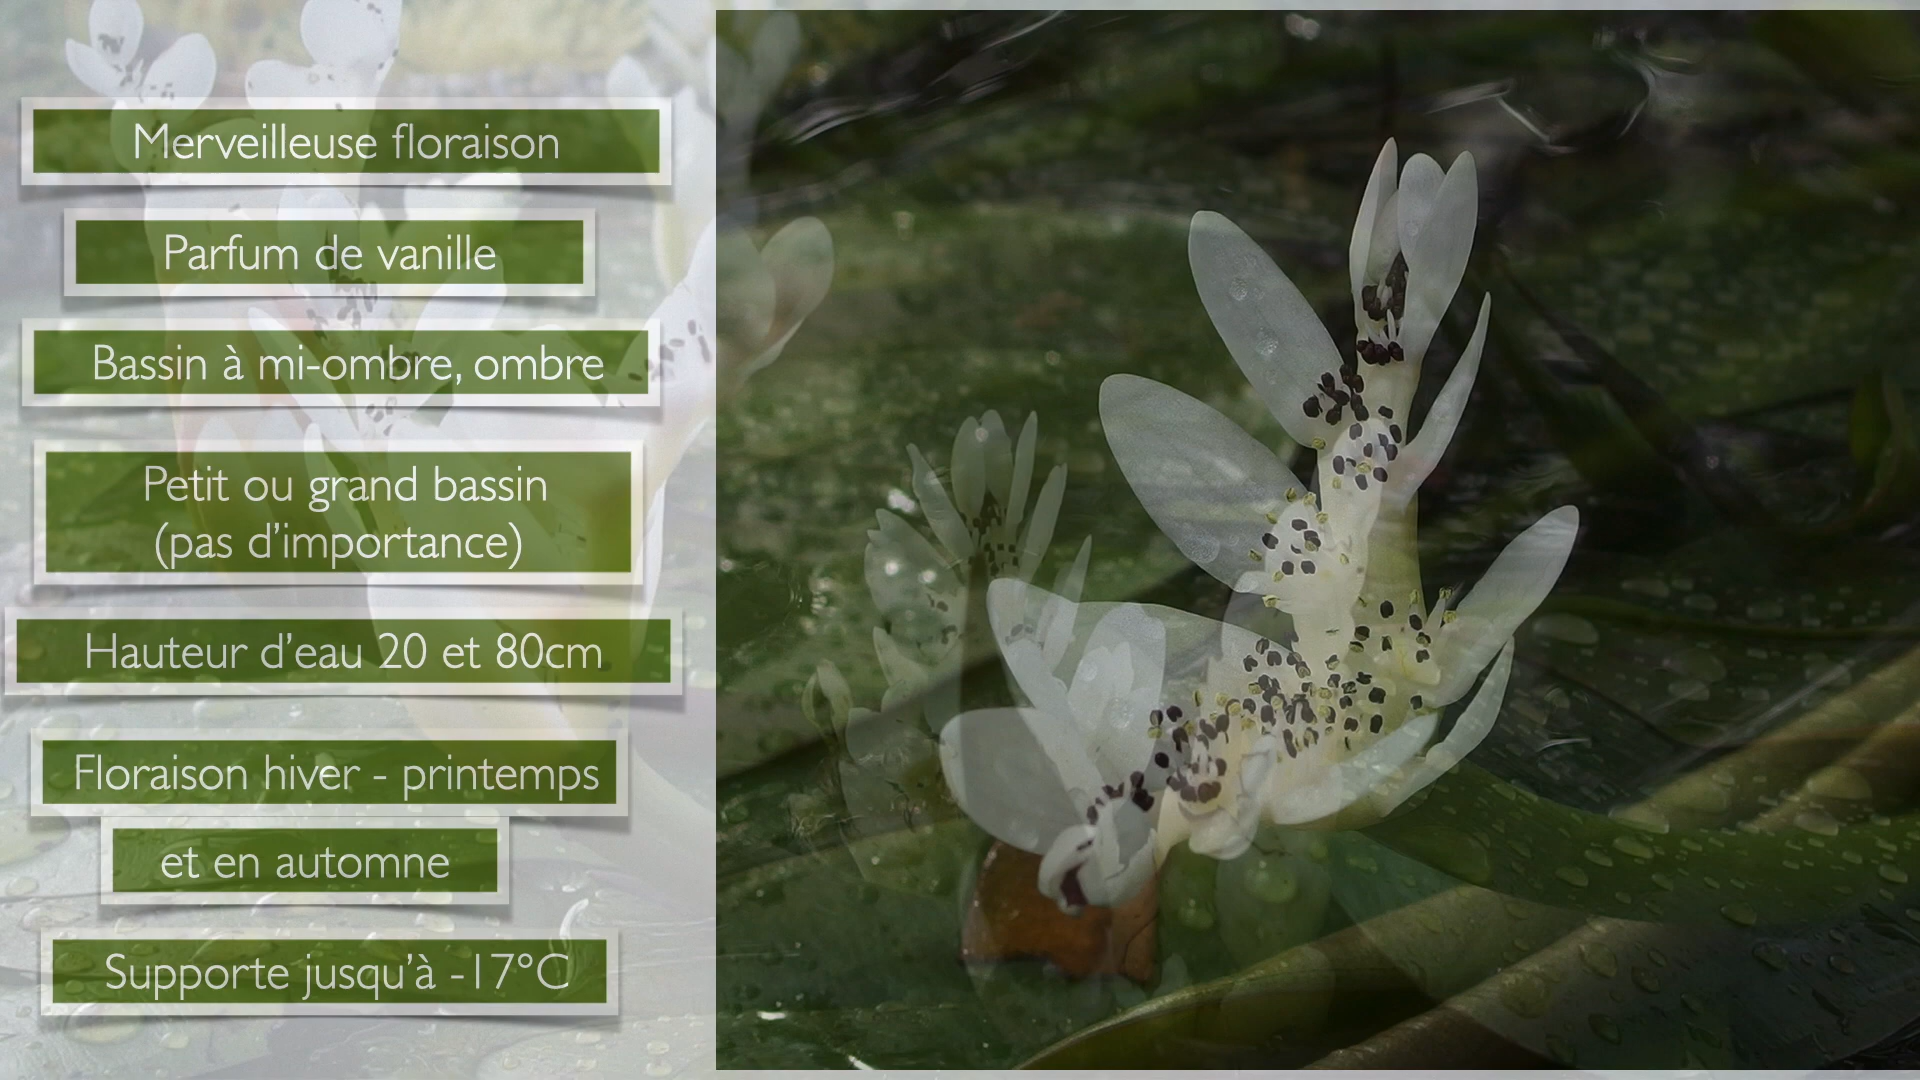 Merveilleuse floraison
Parfum de vanille
Bassin à mi-ombre, ombre
Petit ou grand bassin
(pas d’importance)
Hauteur d’eau 20 et 80cm
Floraison hiver - printemps
et en automne
Supporte jusqu’à -17°C